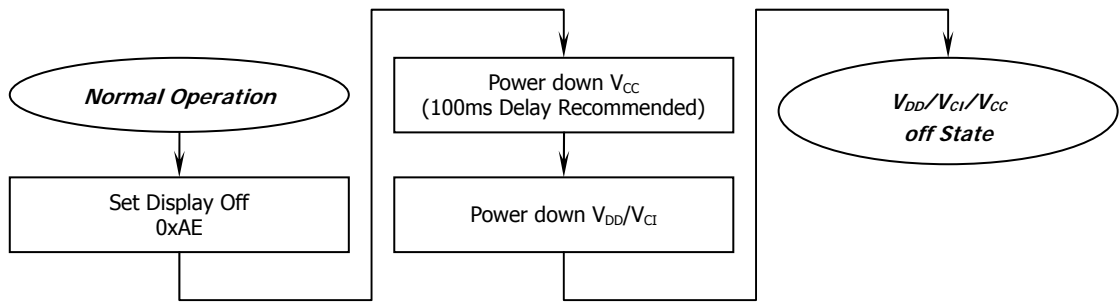 Normal Operation
Set Display Off
0xAE
Power down VCC
(100ms Delay Recommended)
Power down VDD/VCI
VDD/VCI/VCC
off State